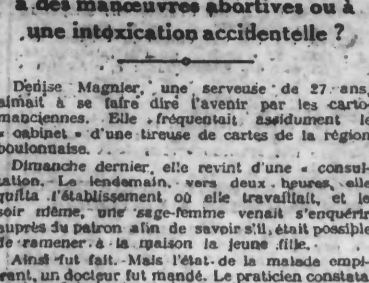 à des manœuvres abortives ou à
une intoxication accidentelle ?
Denise Magnier, une serveuse de 27 ans,
aimait à se faire dire l'avenir par les carto-
manciennes. Elle fréquentait assidument le
« cabinet » d'une tireuse de cartes de la région
boulonnaise.
Dimanche dernier, elle revint d'une « consul-
tation. Le lendemain, vers deux heures, elle
quitta l'établissement où elle travaillait, et le
soir même, une sage-femme venait s'enquérir
auprès du patron afin de savoir s'il était possible
de ramener à la maison la jeune fille.
Ainsi fut fait. Mais l'état de la malade empi-
rant, un docteur fut mandé. Le praticien constata